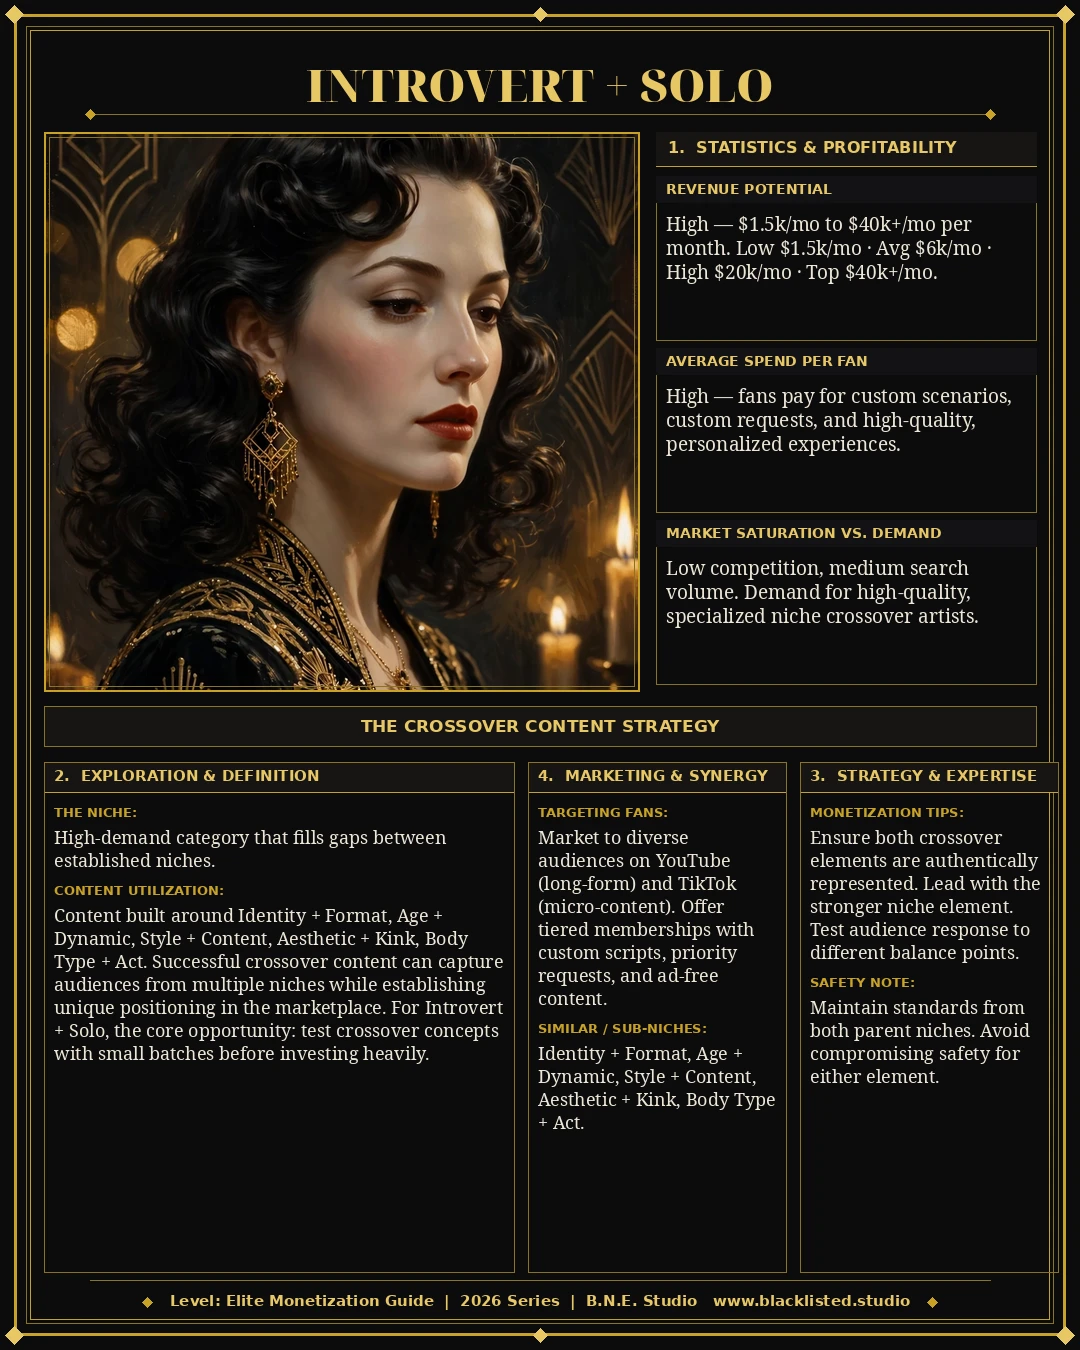 INTROVERT + SOLO
1. STATISTICS & PROFITABILITY
REVENUE POTENTIAL
High — $1.5k/mo to $40k+/mo per
month. Low $1.5k/mo · Avg $6k/mo ·
High $20k/mo · Top $40k+/mo.
AVERAGE SPEND PER FAN
High — fans pay for custom scenarios,
custom requests, and high-quality,
personalized experiences.
MARKET SATURATION VS. DEMAND
Low competition, medium search
volume. Demand for high-quality,
specialized niche crossover artists.
THE CROSSOVER CONTENT STRATEGY
2. EXPLORATION & DEFINITION
THE NICHE:
High-demand category that fills gaps between
established niches.
CONTENT UTILIZATION:
Content built around Identity + Format, Age +
Dynamic, Style + Content, Aesthetic + Kink, Body
Type + Act. Successful crossover content can capture
audiences from multiple niches while establishing
unique positioning in the marketplace. For Introvert
+ Solo, the core opportunity: test crossover concepts
with small batches before investing heavily.
4. MARKETING & SYNERGY
TARGETING FANS:
Market to diverse
audiences on YouTube
(long-form) and TikTok
(micro-content). Offer
tiered memberships with
custom scripts, priority
requests, and ad-free
content.
SIMILAR / SUB-NICHES:
Identity + Format, Age +
Dynamic, Style + Content,
Aesthetic + Kink, Body Type
+ Act.
3. STRATEGY & EXPERTISE
MONETIZATION TIPS:
Ensure both crossover
elements are authentically
represented. Lead with the
stronger niche element.
Test audience response to
different balance points.
SAFETY NOTE:
Maintain standards from
both parent niches. Avoid
compromising safety for
either element.
Level: Elite Monetization Guide | 2026 Series | B.N.E. Studio www.blacklisted.studio